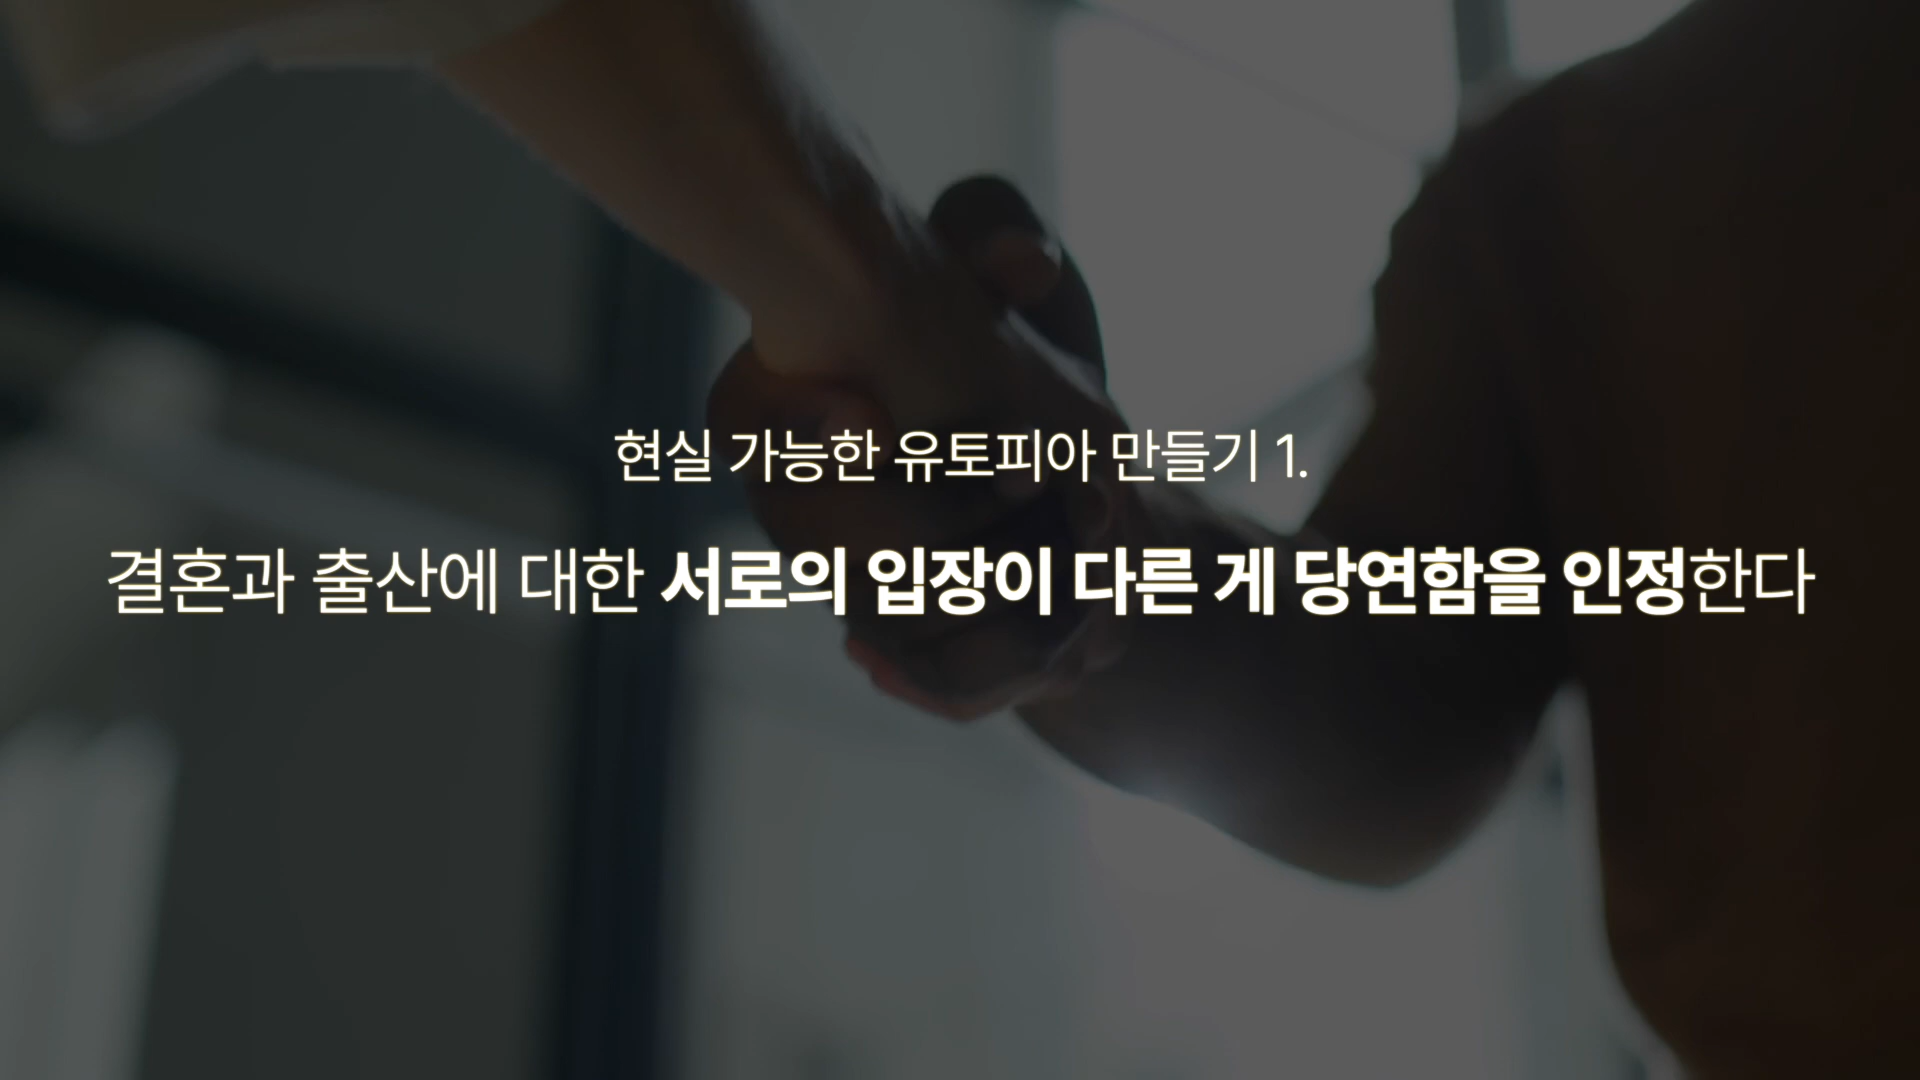 현실 가능한 유토피아 만들기 1.
결혼과 출산에 대한 서로의 입장이 다른 게 당연함을 인정한다